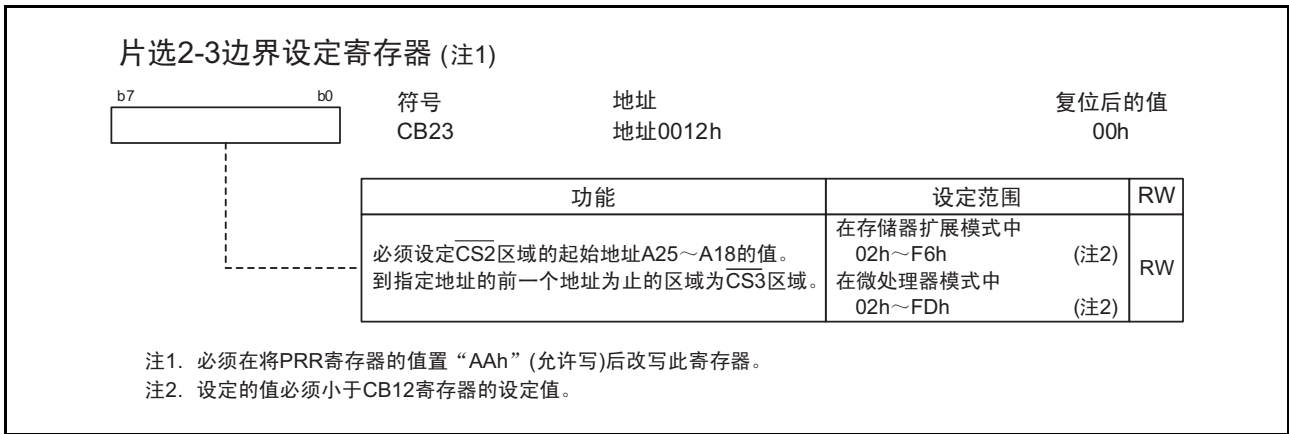 片选2-3边界设定寄存器 (注1)
b7 b0 符号 地址 复位后的值
CB23 地址0012h 00h
功能 设定范围 RW
必须设定CS2区域的起始地址A25～A18的值。
到指定地址的前一个地址为止的区域为CS3区域。
在存储器扩展模式中
02h～F6h (注2)
在微处理器模式中
02h～FDh (注2)
RW
注1. 必须在将PRR寄存器的值置“AAh”(允许写)后改写此寄存器。
注2. 设定的值必须小于CB12寄存器的设定值。